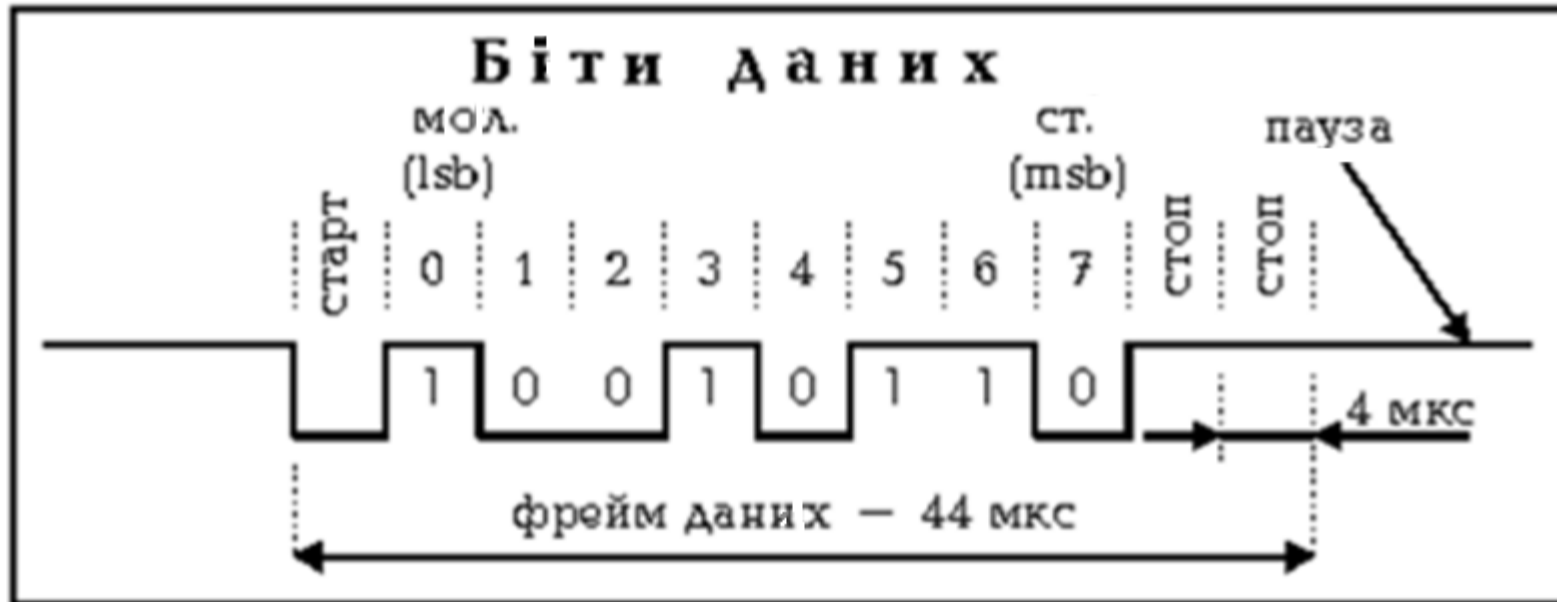 Біти даних
мол.
(lsb)
ст.
(msb)
пауза
старт 0 1 2 3 4 5 6 7 стоп стоп
1 0 0 1 0 1 1 0
4 мкс
фрейм даних — 44 мкс